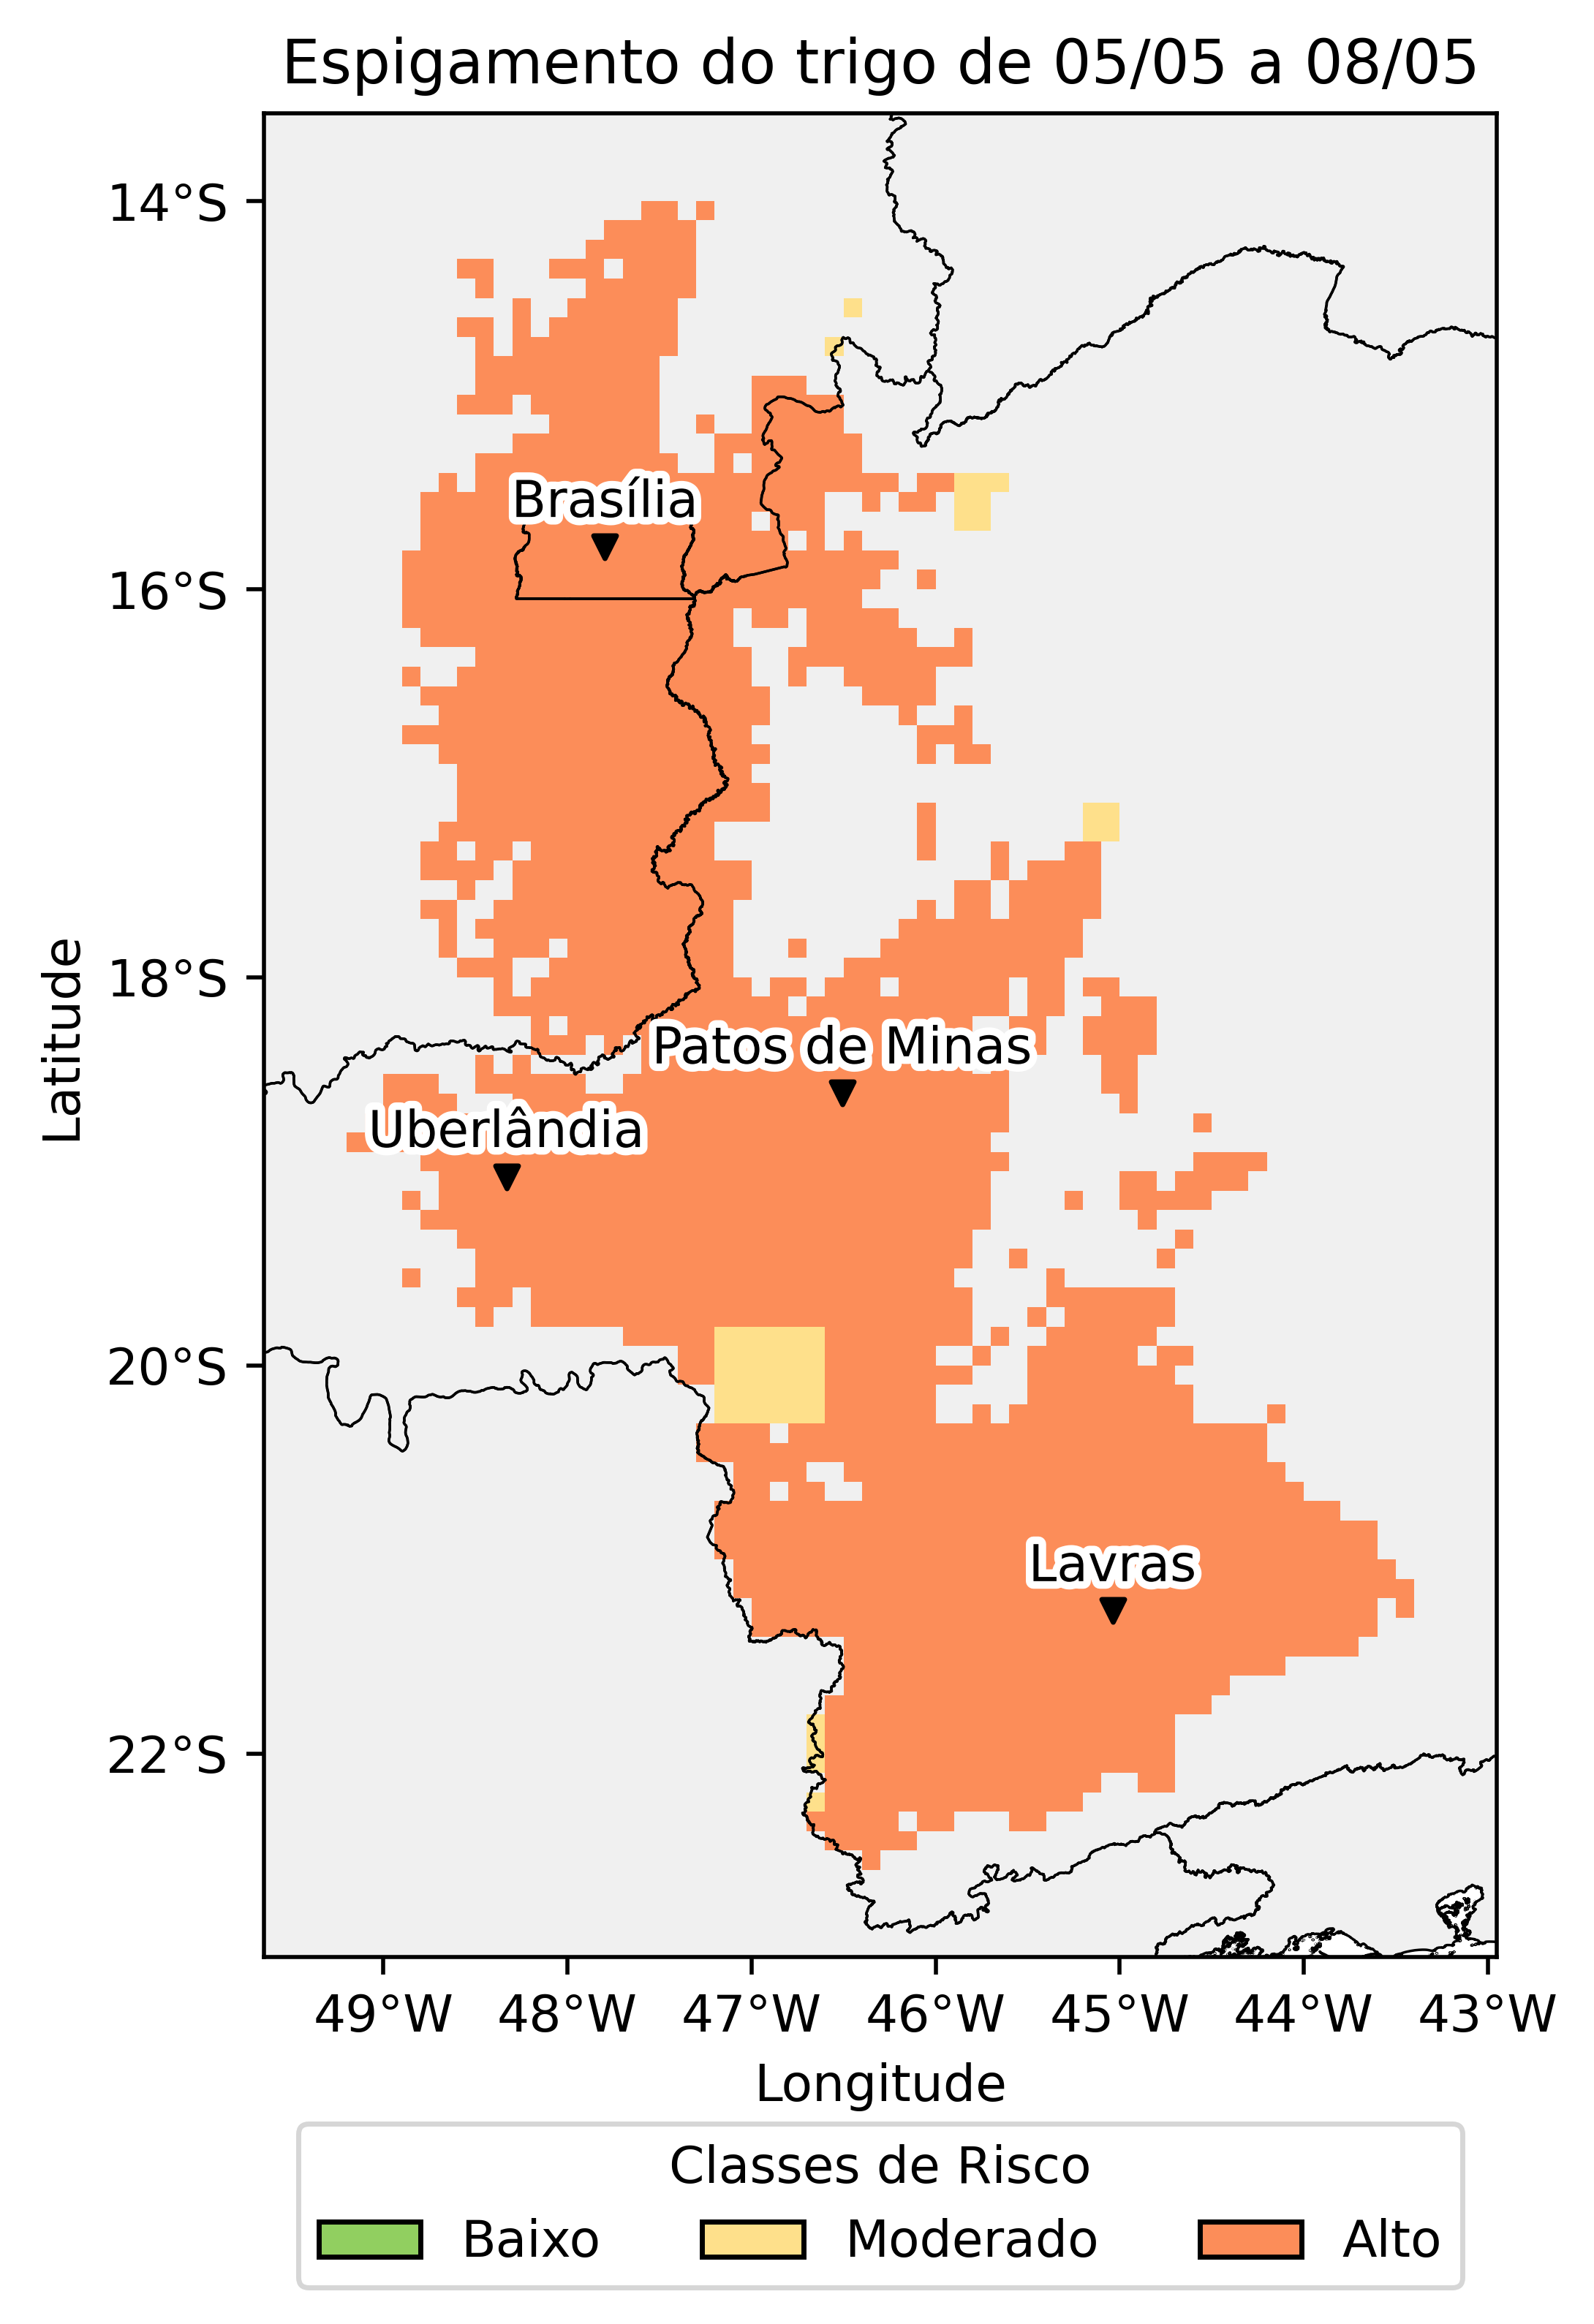 Espigamento do trigo de 05/05 a 08/05
14°S
16°S
18°S
20°S
22°S
Latitude
Brasília
Patos de Minas
Uberlândia
Lavras
49°W 48°W 47°W 46°W 45°W 44°W 43°W
Longitude
Classes de Risco
Baixo Moderado Alto